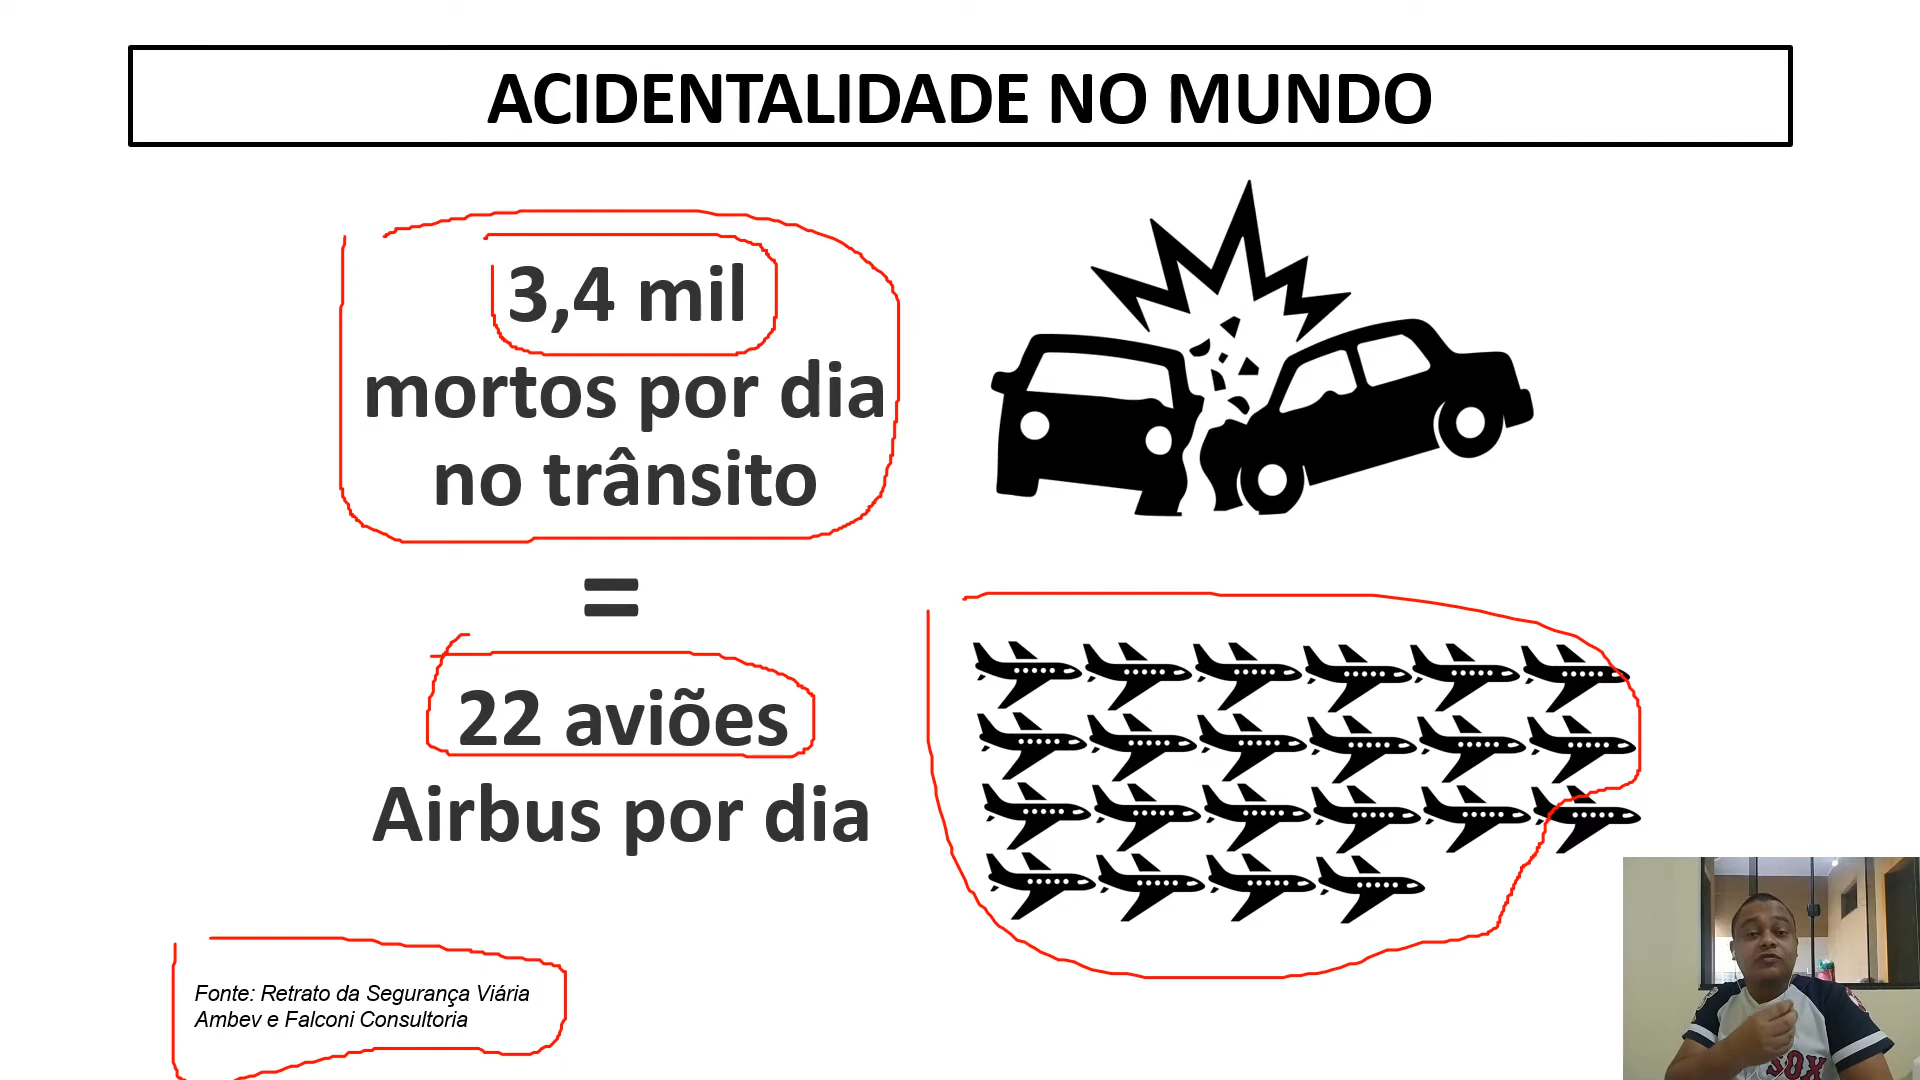 ACIDENTALIDADE NO MUNDO
3,4 mil
mortos por dia
no trânsito
=
22 aviões
Airbus por dia
Fonte: Retrato da Segurança Viária
Ambev e Falconi Consultoria
SOX